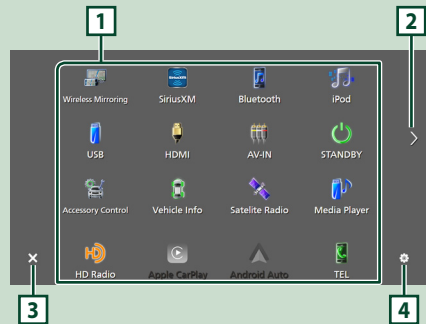 1
2
Wireless Mirroring
SiriusXM
Bluetooth
iPod
USB
HDMI
AV-IN
STANDBY
Accessory Control
Vehicle Info
Satelite Radio
Media Player
HD Radio
Apple CarPlay
Android Auto
TEL
3
4